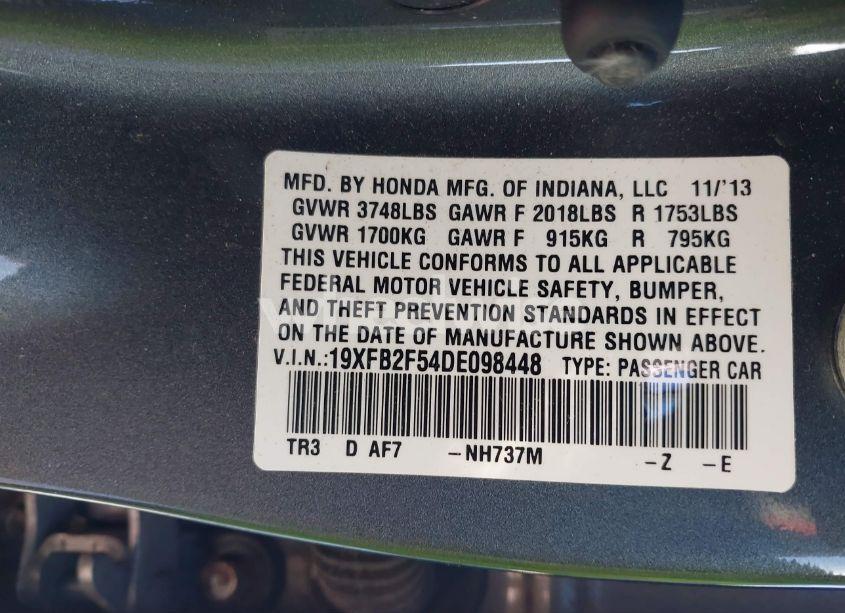 MFD. BY HONDA MFG. OF INDIANA, LLC 11/'13
GVWR 3748LBS GAWR F 2018LBS R 1753LBS
GVWR 1700KG GAWR F 915KG R 795KG
THIS VEHICLE CONFORMS TO ALL APPLICABLE
FEDERAL MOTOR VEHICLE SAFETY, BUMPER,
AND THEFT PREVENTION STANDARDS IN EFFECT
ON THE DATE OF MANUFACTURE SHOWN ABOVE.
V.I.N.:19XFB2F54DE098448 TYPE: PASSENGER CAR
TR3 D AF7 -NH737M -Z -E